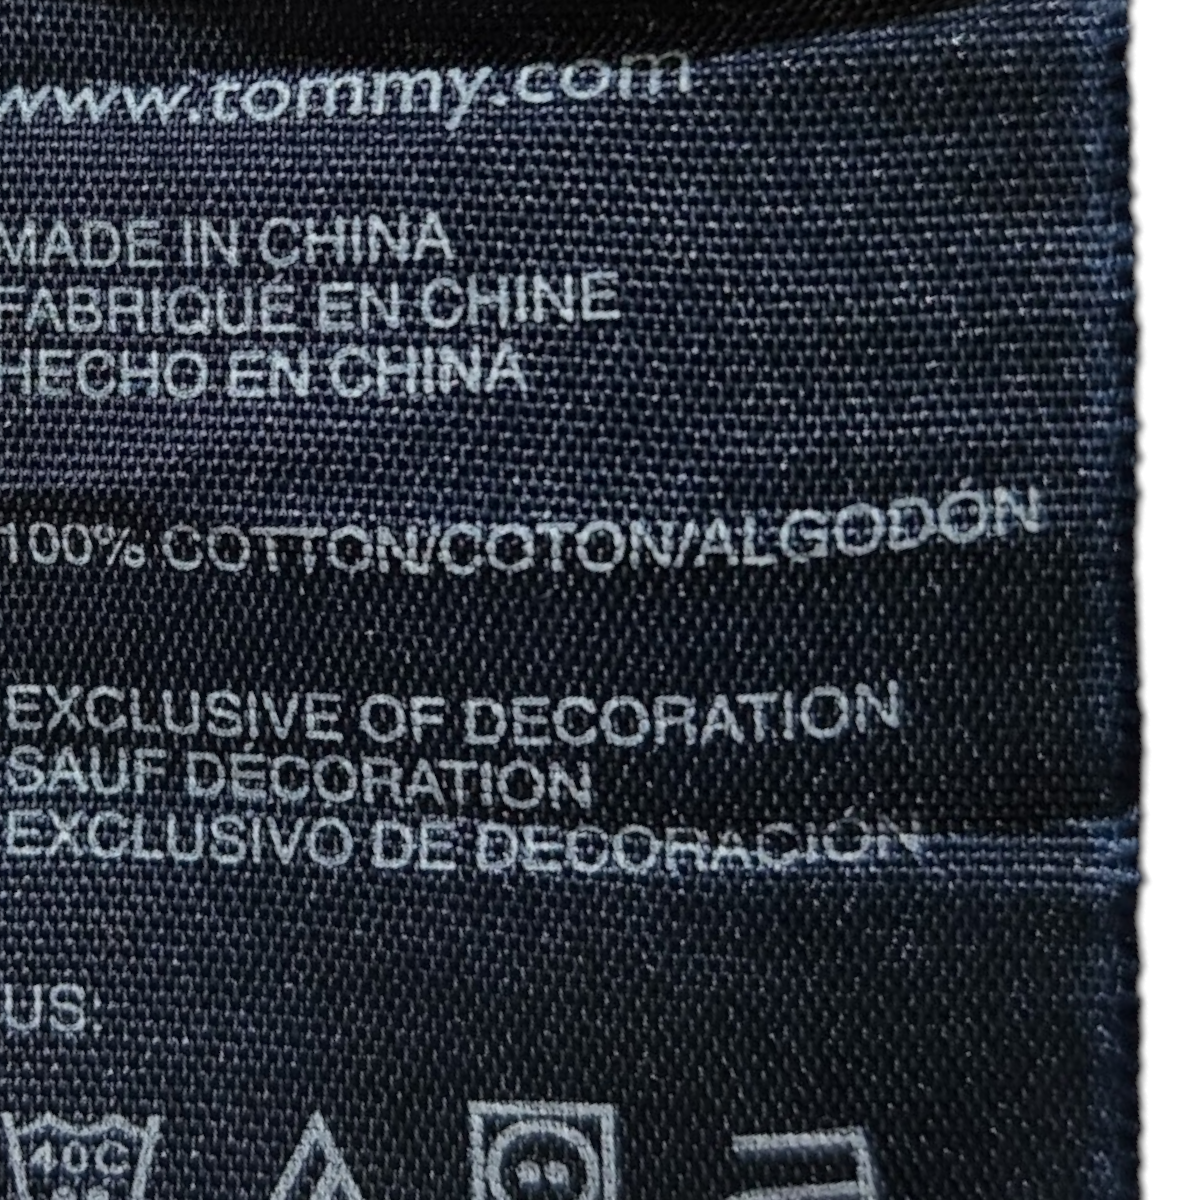 www.tommy.com
MADE IN CHINA
FABRIQUÉ EN CHINE
HECHO EN CHINA
100% COTTON/COTON/ALGODÓN
EXCLUSIVE OF DECORATION
SAUF DÉCORATION
EXCLUSIVO DE DECORACIÓN
US:
40C